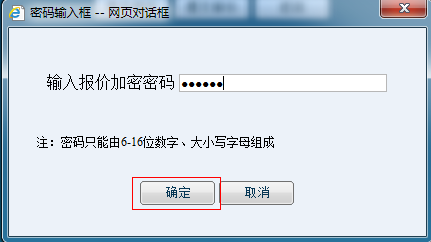 密码输入框 -- 网页对话框
输入报价加密密码 ●●●●●●
注：密码只能由6-16位数字、大小写字母组成
确定 取消